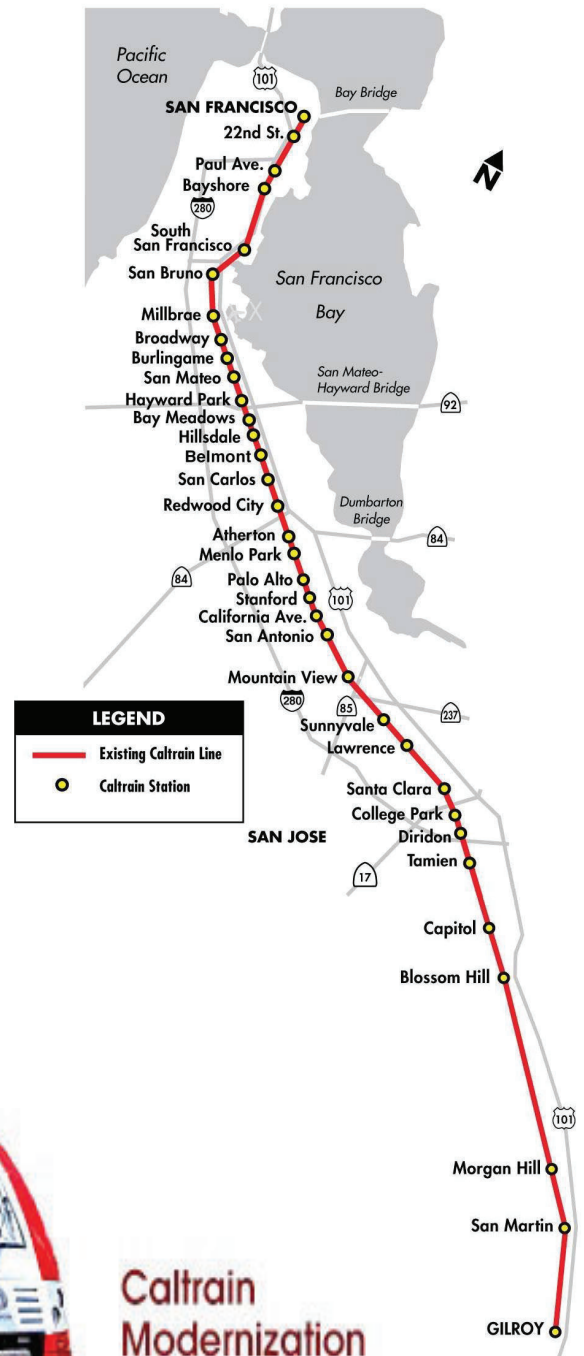 Pacific
Ocean
101
Bay Bridge
SAN FRANCISCO
22nd St.
Paul Ave.
Bayshore
N
280
South
San Francisco
San Bruno
San Francisco
Bay
Millbrae
Broadway
Burlingame
San Mateo
San Mateo-
Hayward Bridge
Hayward Park
92
Bay Meadows
Hillsdale
Belmont
San Carlos
Redwood City
Dumbarton
Bridge
Atherton
84
Menlo Park
84
Palo Alto
101
Stanford
California Ave.
San Antonio
Mountain View
280
85
237
LEGEND
Existing Caltrain Line
Caltrain Station
Sunnyvale
Lawrence
Santa Clara
College Park
SAN JOSE
Diridon
Tamien
17
Capitol
Blossom Hill
101
Morgan Hill
San Martin
GILROY
Caltrain
Modernization